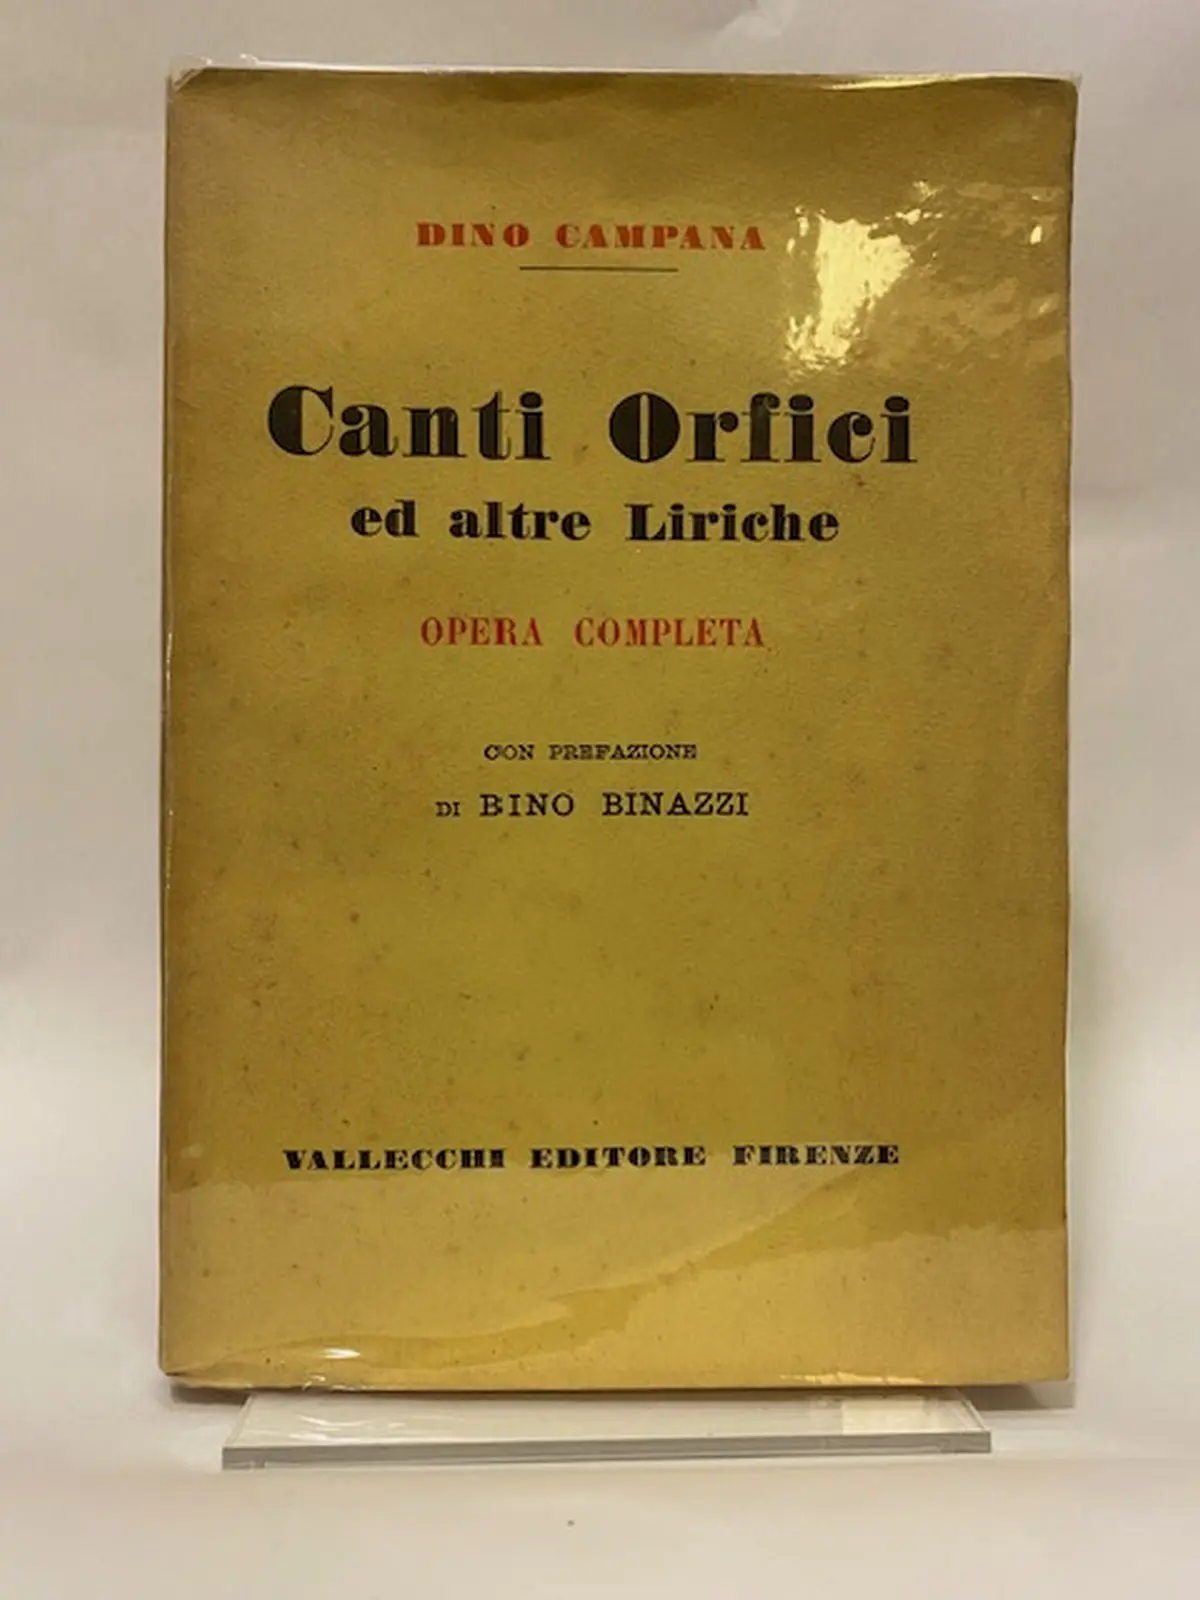 DINO CAMPANA
Canti Orfici
ed altre Liriche
OPERA COMPLETA
CON PREFAZIONE
DI BINO BINAZZI
VALLECCHI EDITORE FIRENZE